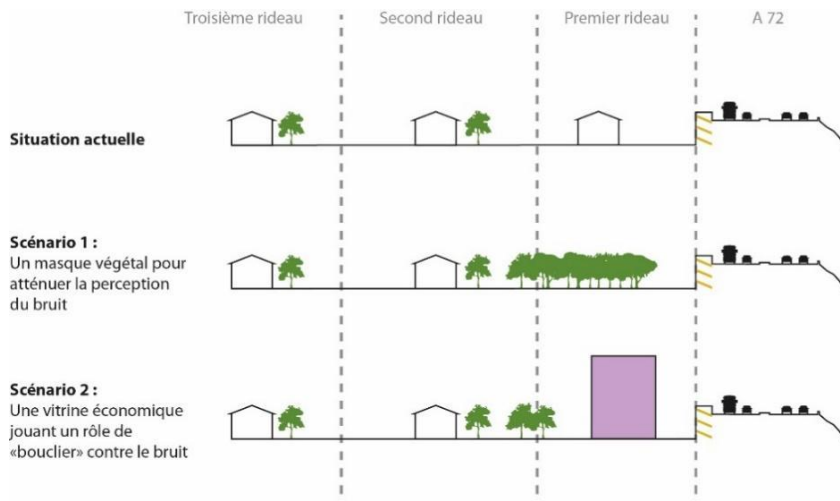 Troisième rideau
Second rideau
Premier rideau
A 72
Situation actuelle
Scénario 1 :
Un masque végétal pour
atténuer la perception
du bruit
Scénario 2 :
Une vitrine économique
jouant un rôle de
«bouclier» contre le bruit